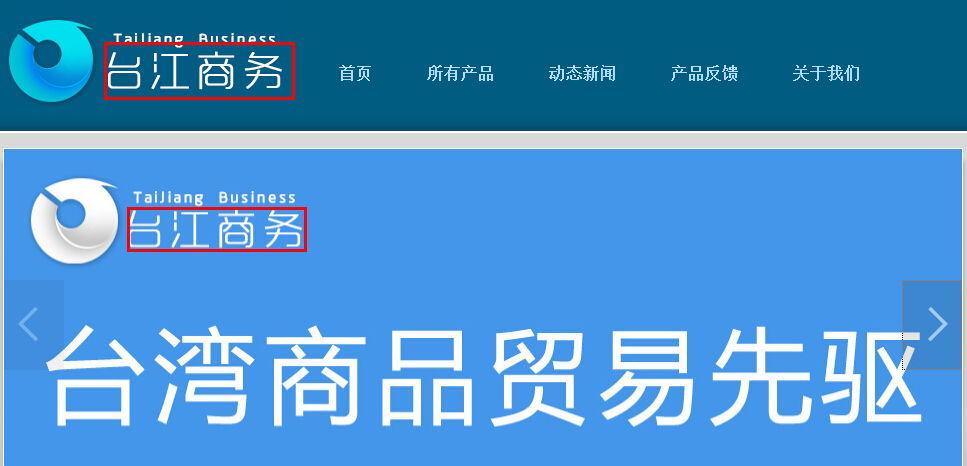 TaiJiang Business
台江商务
首页 所有产品 动态新闻 产品反馈 关于我们
TaiJiang Business
台江商务
台湾商品贸易先驱